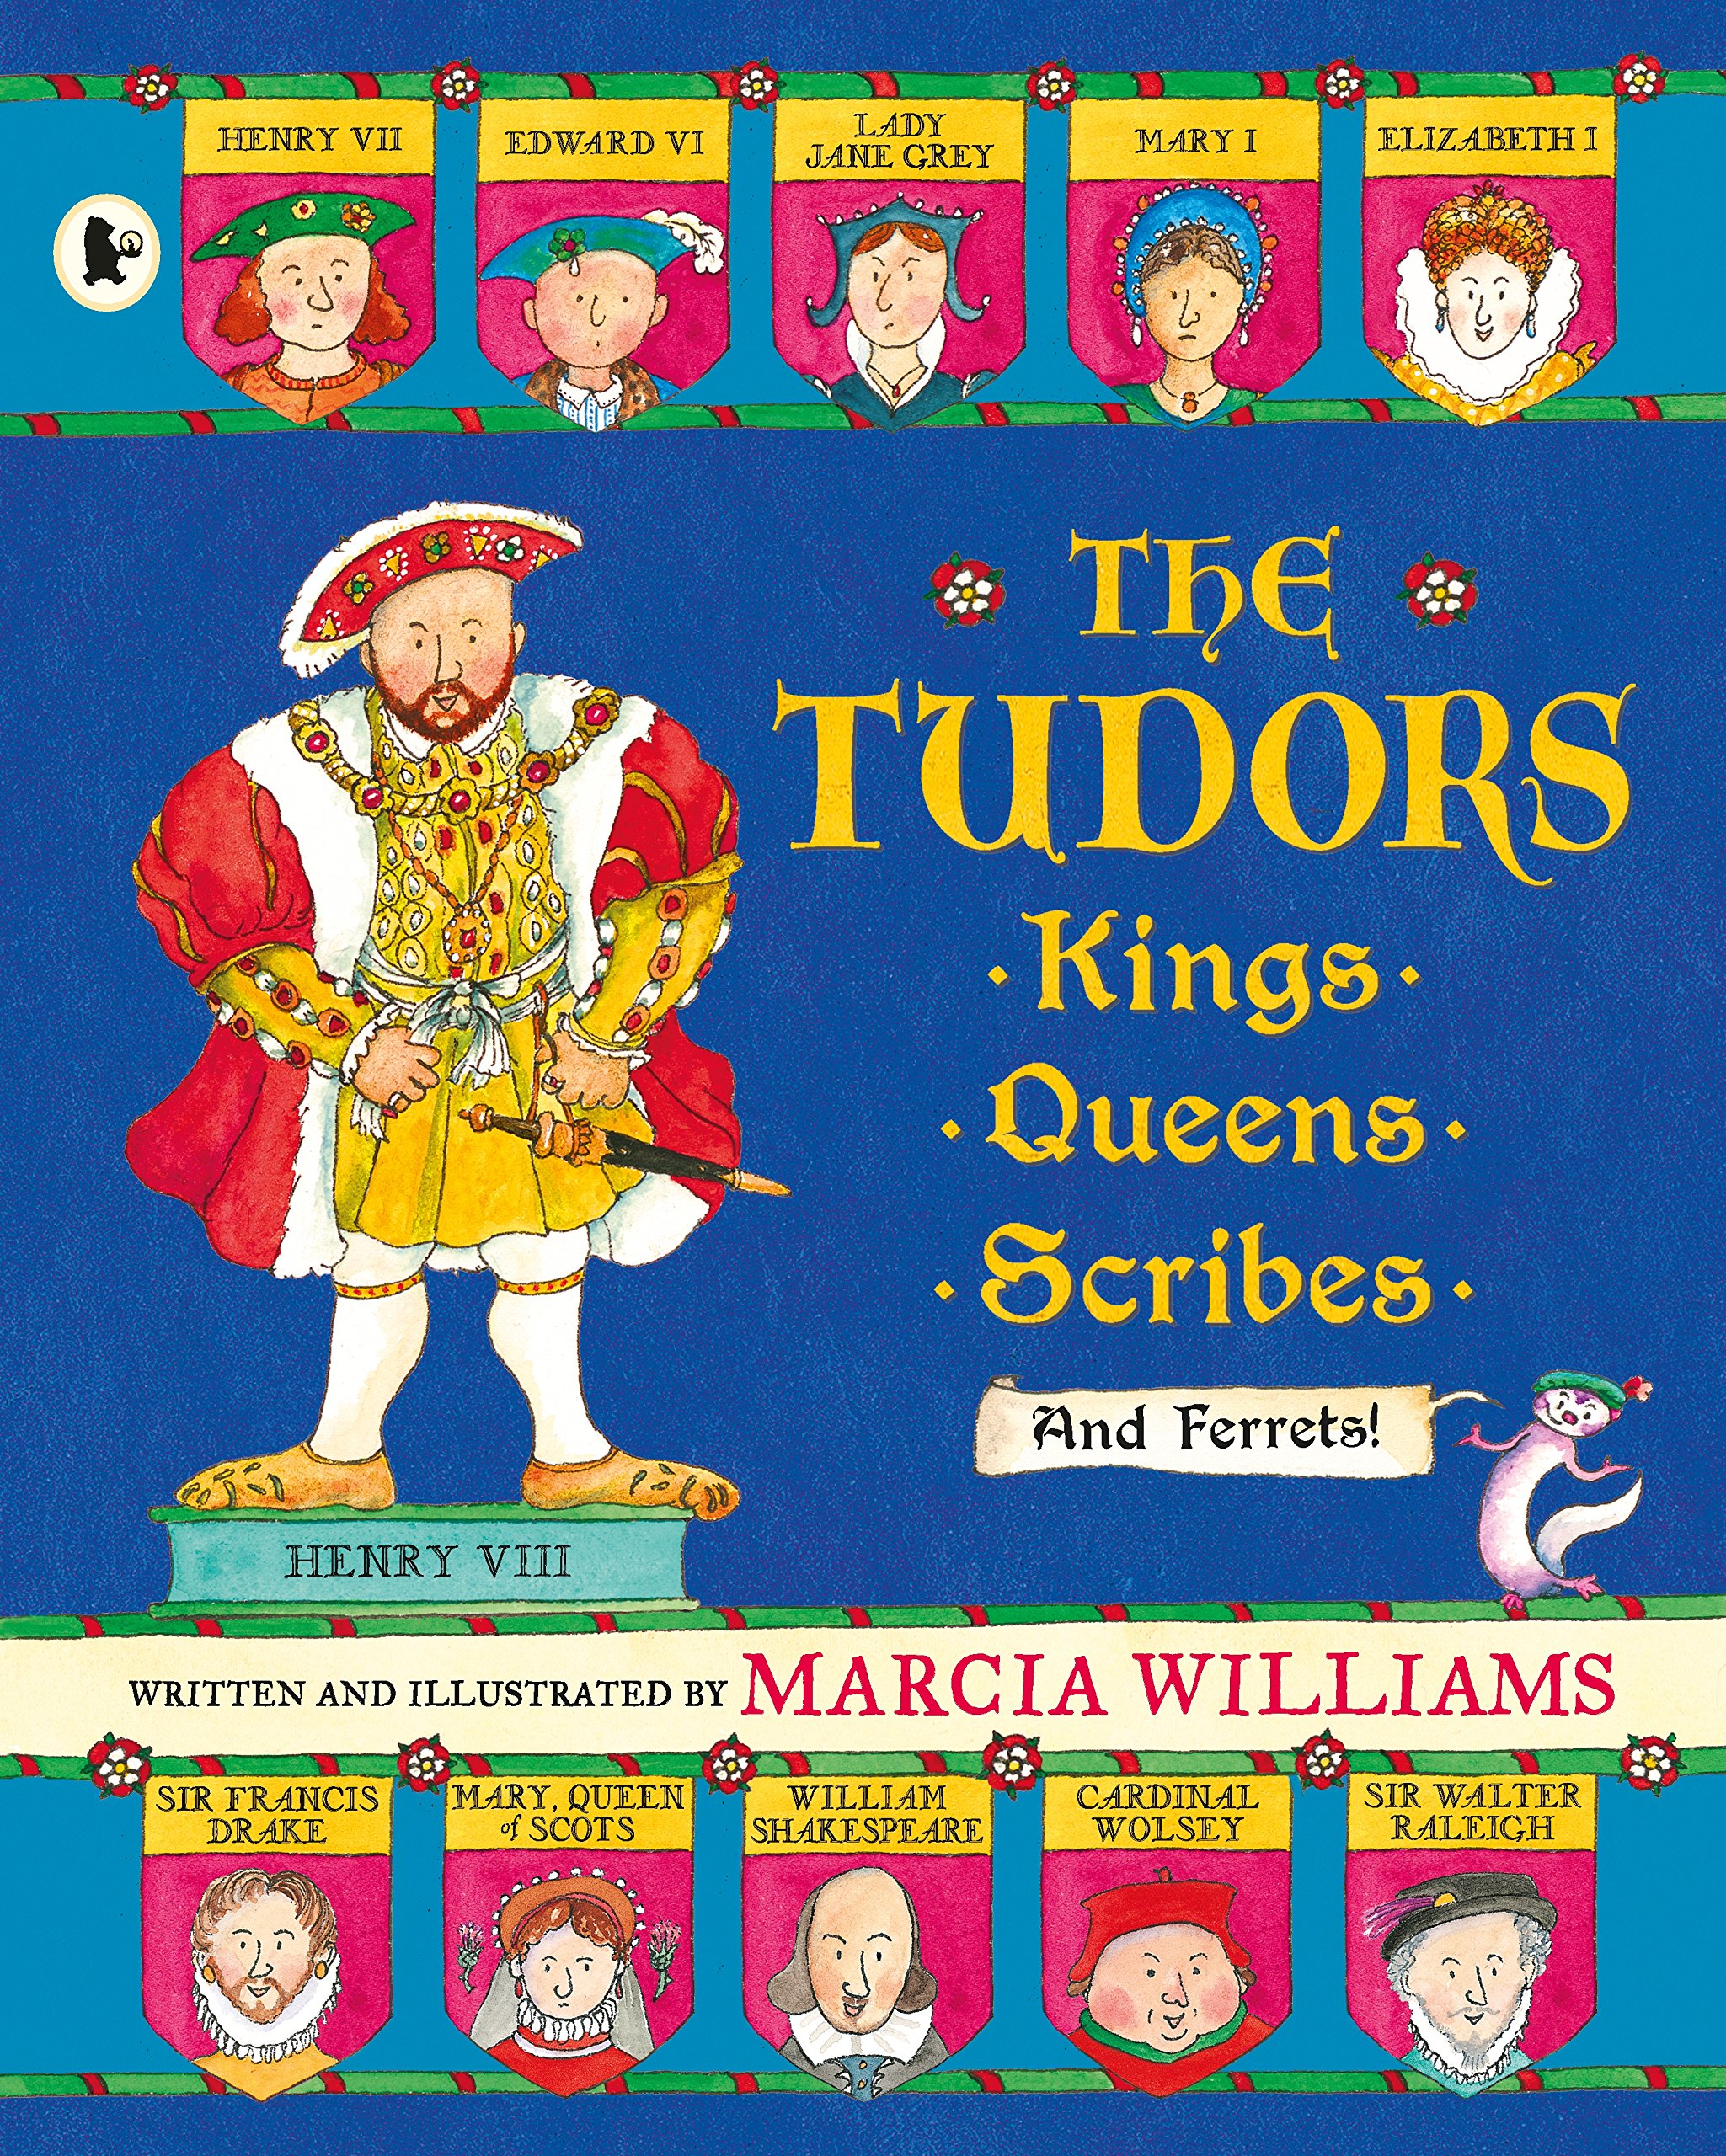 HENRY VII
EDWARD VI
LADY
JANE GREY
MARY I
ELIZABETH I
THE
TUDORS
·Kings·
·Queens·
·Scribes·
And Ferrets!
HENRY VIII
WRITTEN AND ILLUSTRATED BY MARCIA WILLIAMS
SIR FRANCIS
DRAKE
MARY, QUEEN
of SCOTS
WILLIAM
SHAKESPEARE
CARDINAL
WOLSEY
SIR WALTER
RALEIGH